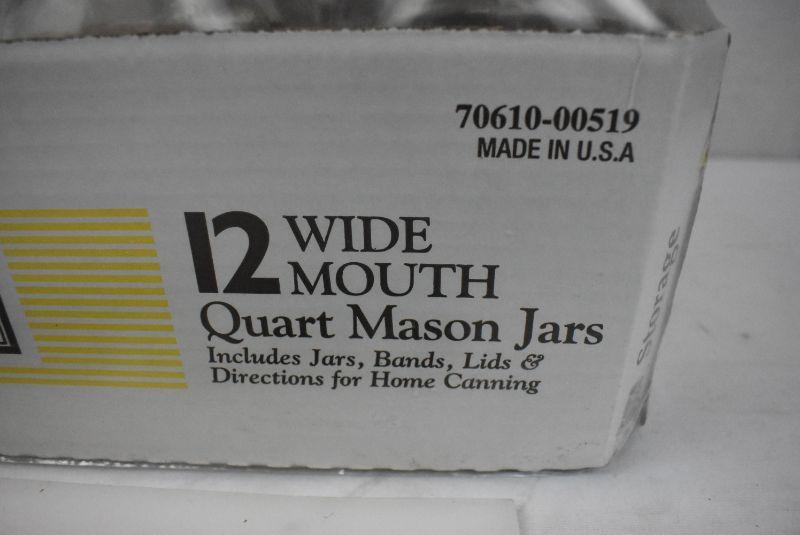 70610-00519
MADE IN U.S.A
12 WIDE
MOUTH
Quart Mason Jars
Includes Jars, Bands, Lids &
Directions for Home Canning
storage